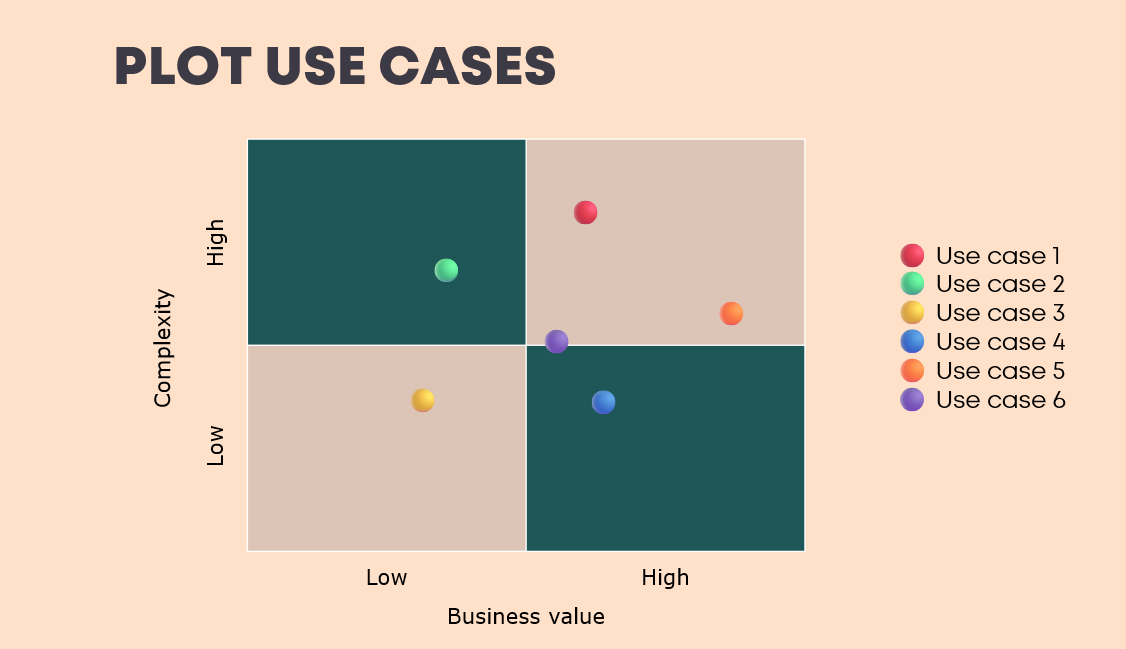 PLOT USE CASES
High
Complexity
Low
Low
High
Business value
Use case 1
Use case 2
Use case 3
Use case 4
Use case 5
Use case 6